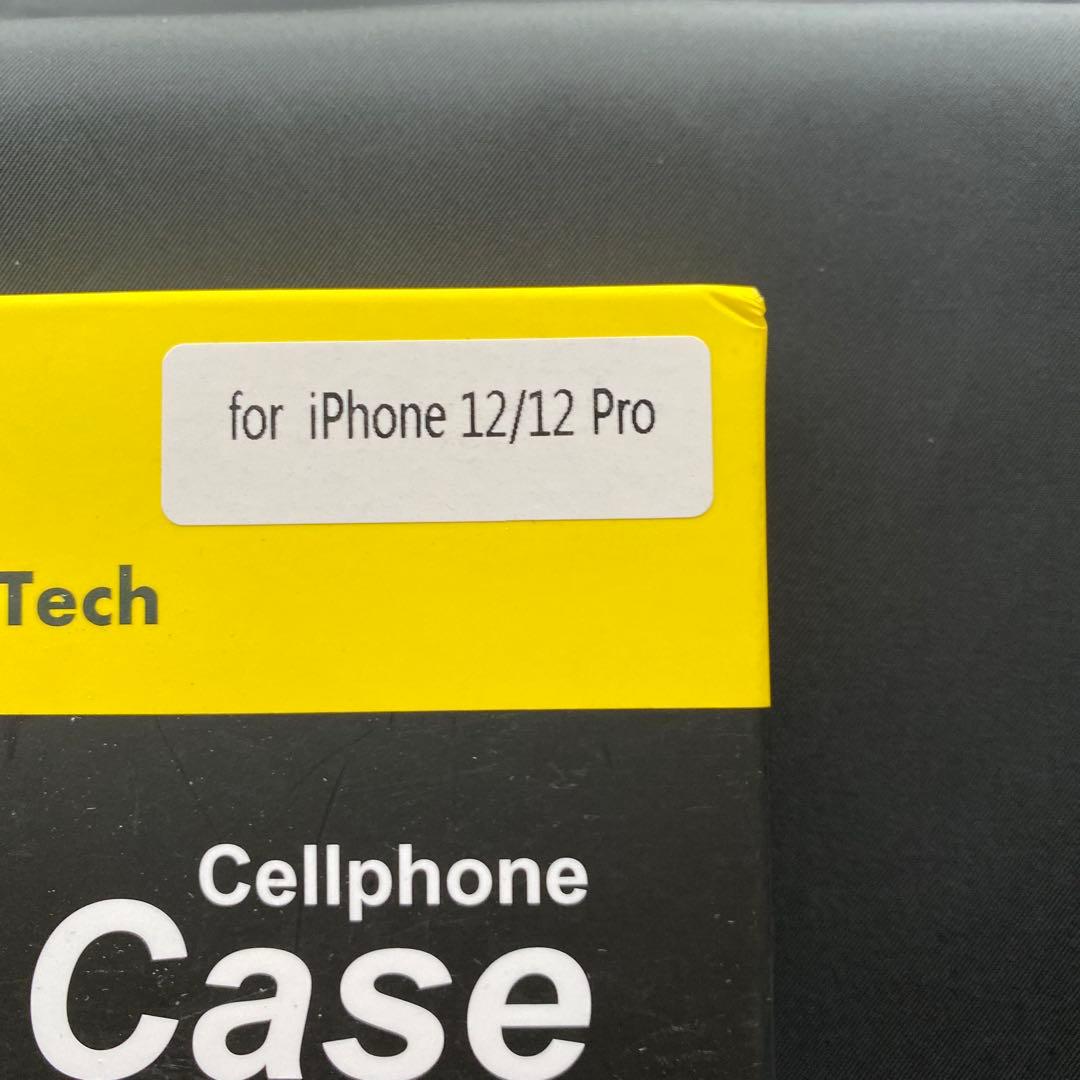 for iPhone 12/12 Pro
Tech
Cellphone
Case